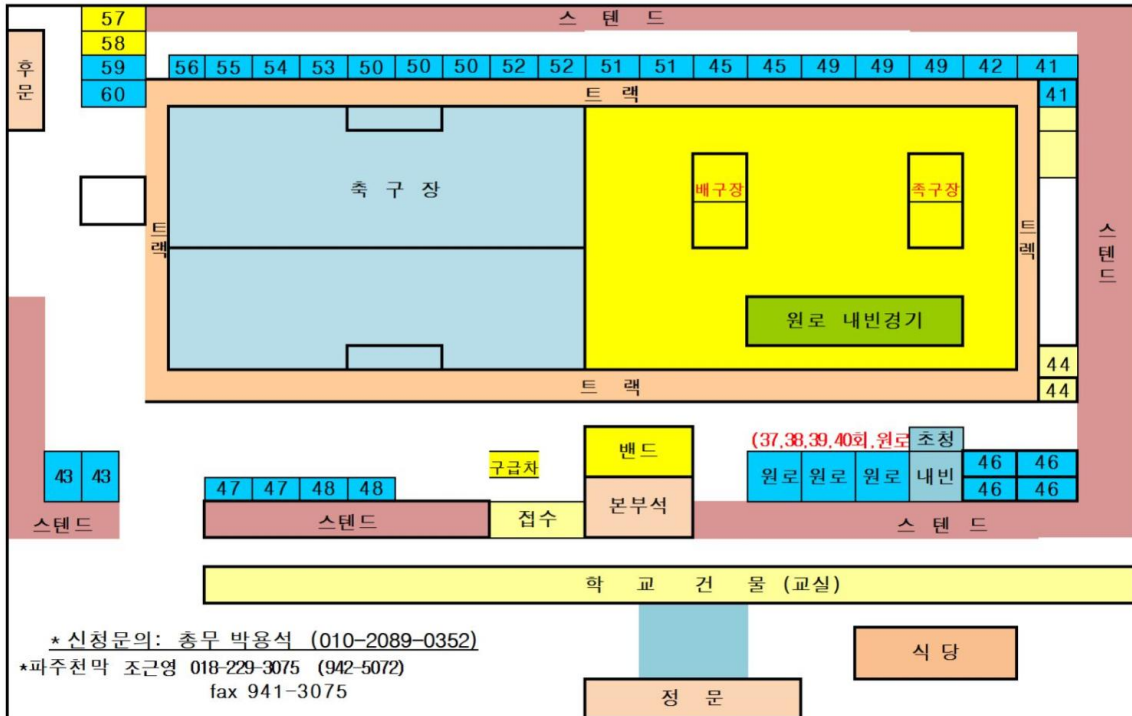 57
스 텐 드
58
후문
59
56 55 54 53 50 50 50 52 52 51 51 45 45 49 49 49 42 41
60
트 랙
41
축 구 장
배구장
족구장
트랙
트렉
스텐드
원로 내빈경기
44
트 랙
44
밴드
(37,38,39,40회,원로
초청
43 43
구급차
원로 원로 원로 내빈
46 46
47 47 48 48
46 46
본부석
스텐드
스텐드
접수
스 텐 드
학 교 건 물 (교실)
* 신청문의: 총무 박용석 (010-2089-0352)
*파주천막 조근영 018-229-3075 (942-5072)
fax 941-3075
식 당
정 문